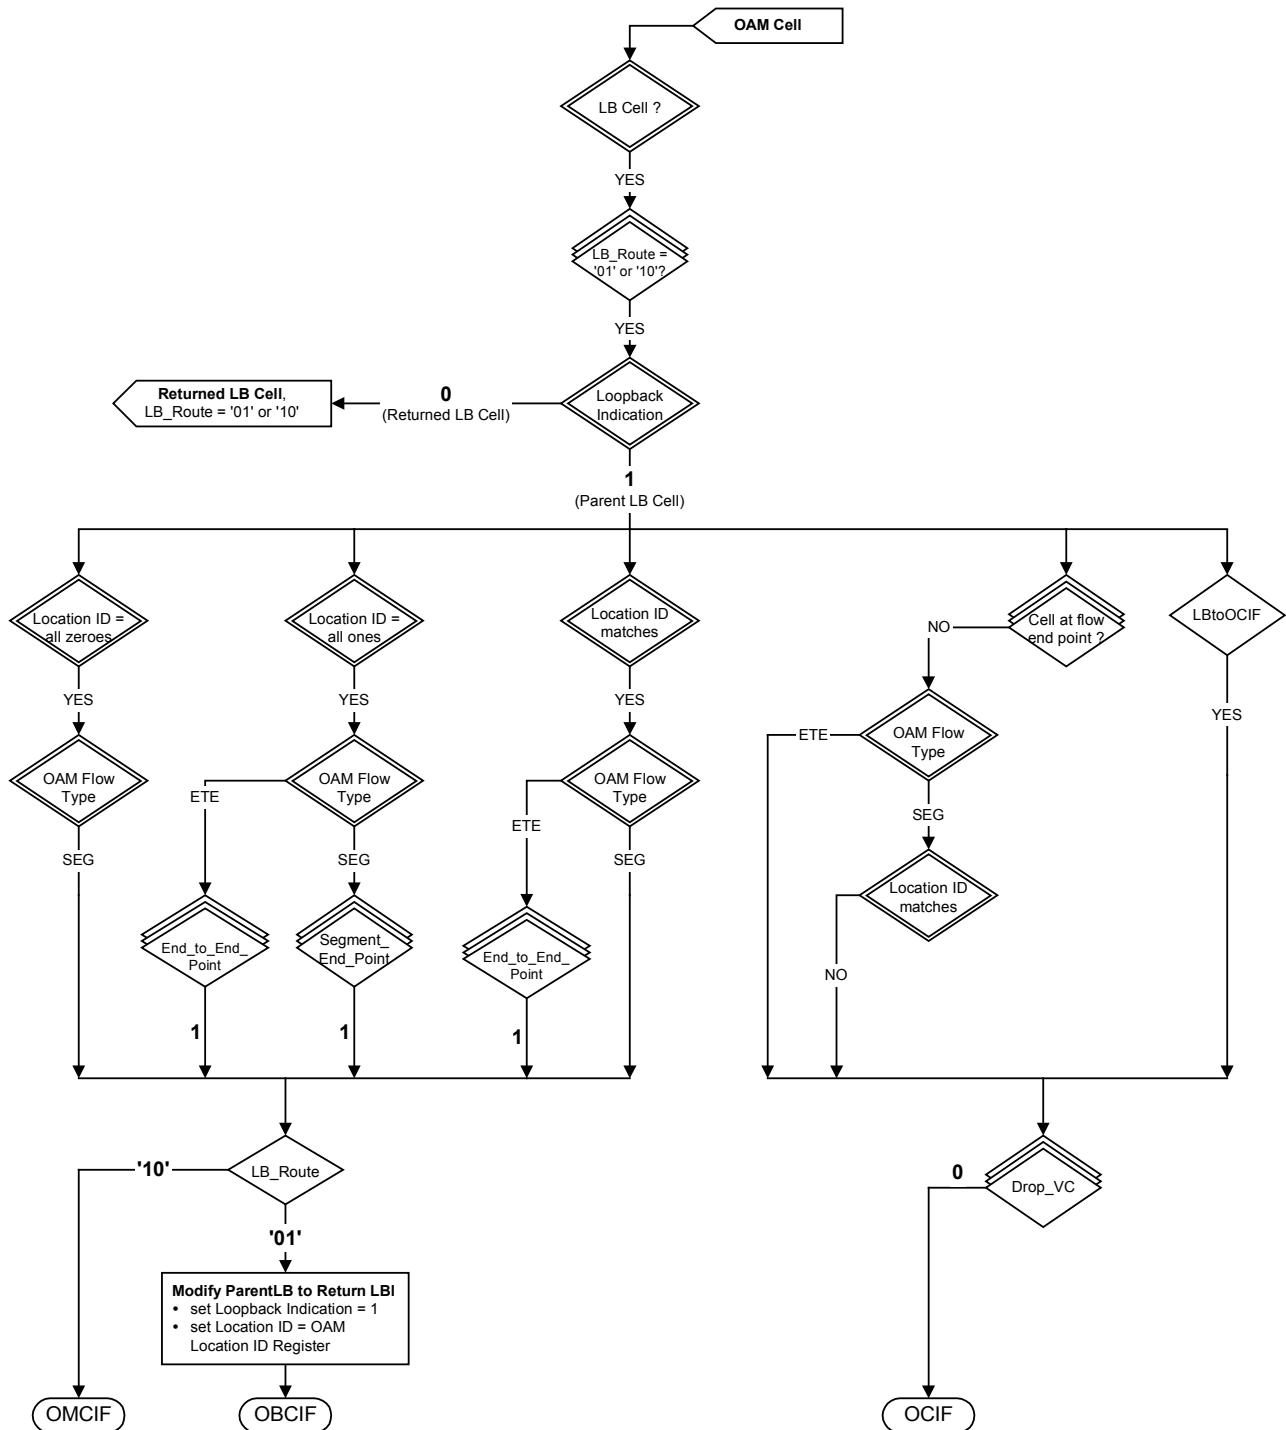 OAM Cell
LB Cell ?
YES
LB_Route =
'01' or '10'?
YES
Returned LB Cell,
LB_Route = '01' or '10'
0
(Returned LB Cell)
Loopback
Indication
1
(Parent LB Cell)
Location ID =
all zeroes
Location ID =
all ones
Location ID
matches
Cell at flow
end point ?
LBtoOCIF
NO
YES
YES
YES
YES
OAM Flow
Type
OAM Flow
Type
OAM Flow
Type
ETE
OAM Flow
Type
ETE
ETE
SEG
SEG
SEG
SEG
Location ID
matches
End_to_End_
Point
Segment_
End_Point
End_to_End_
Point
NO
1
1
1
LB_Route
'10'
'01'
Drop_VC
0
Modify ParentLB to Return LBI
• set Loopback Indication = 1
• set Location ID = OAM
Location ID Register
OMCIF
OBCIF
OCIF